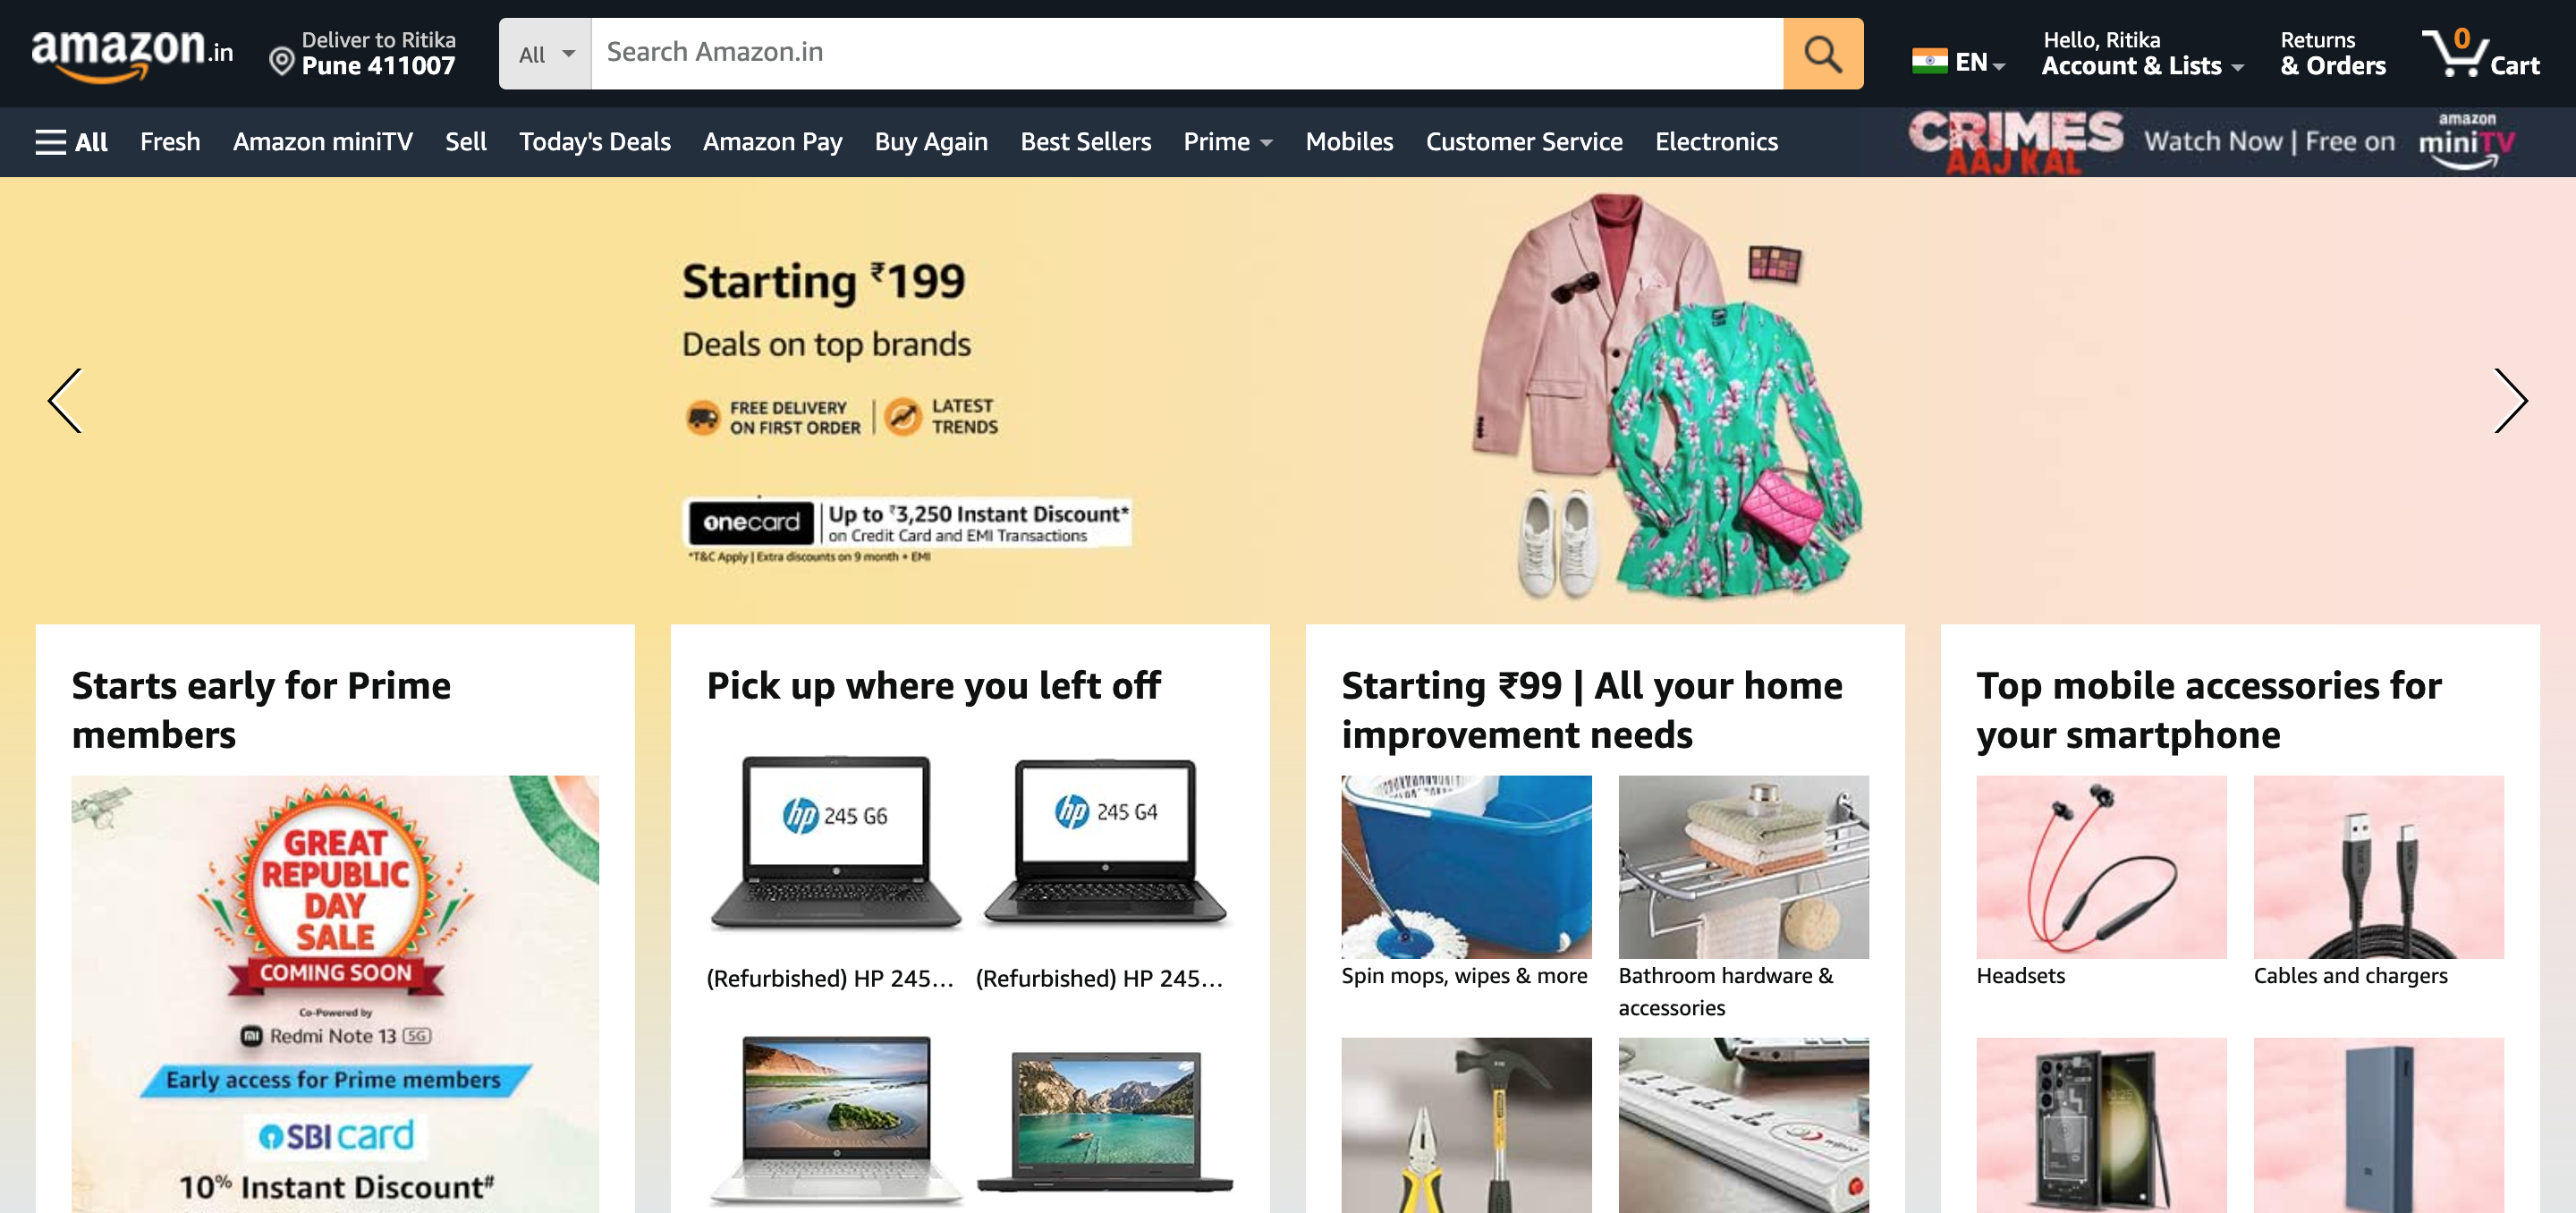 amazon.in
Deliver to Ritika
Pune 411007
All
Search Amazon.in
EN
Hello, Ritika
Account & Lists
Returns
& Orders
0
Cart
All
Fresh
Amazon miniTV
Sell
Today's Deals
Amazon Pay
Buy Again
Best Sellers
Prime
Mobiles
Customer Service
Electronics
CRIMES
AAJ KAL
Watch Now | Free on
amazon
miniTV
Starting ₹199
Deals on top brands
FREE DELIVERY
ON FIRST ORDER
LATEST
TRENDS
onecard
Up to ₹3,250 Instant Discount*
on Credit Card and EMI Transactions
*T&C Apply | Extra discounts on 9 month + EMI
Starts early for Prime
members
GREAT
REPUBLIC
DAY
SALE
COMING SOON
Co-Powered by
mi Redmi Note 13 5G
Early access for Prime members
SBI card
10% Instant Discount#
Pick up where you left off
hp 245 G6
hp 245 G4
(Refurbished) HP 245...
(Refurbished) HP 245...
Starting ₹99 | All your home
improvement needs
Spin mops, wipes & more
Bathroom hardware &
accessories
wipro
Top mobile accessories for
your smartphone
Headsets
Cables and chargers
10:25